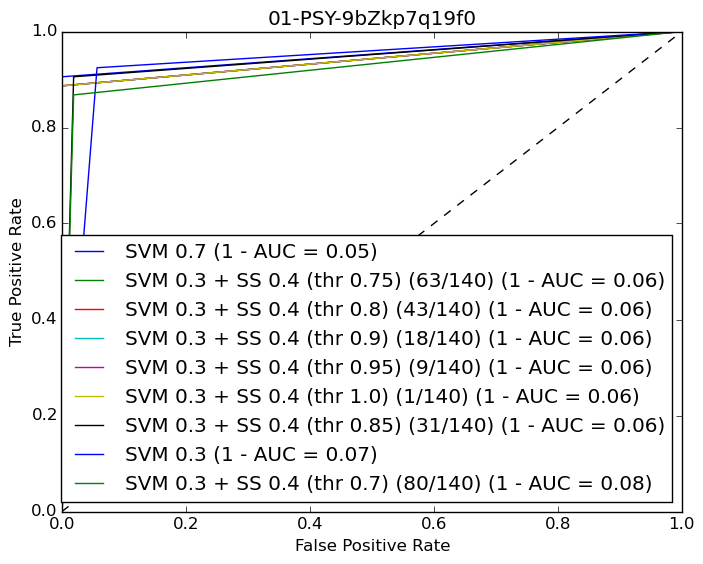 01-PSY-9bZkp7q19f0
1.0
0.8
0.6
0.4
0.2
0.0
True Positive Rate
SVM 0.7 (1 - AUC = 0.05)
SVM 0.3 + SS 0.4 (thr 0.75) (63/140) (1 - AUC = 0.06)
SVM 0.3 + SS 0.4 (thr 0.8) (43/140) (1 - AUC = 0.06)
SVM 0.3 + SS 0.4 (thr 0.9) (18/140) (1 - AUC = 0.06)
SVM 0.3 + SS 0.4 (thr 0.95) (9/140) (1 - AUC = 0.06)
SVM 0.3 + SS 0.4 (thr 1.0) (1/140) (1 - AUC = 0.06)
SVM 0.3 + SS 0.4 (thr 0.85) (31/140) (1 - AUC = 0.06)
SVM 0.3 (1 - AUC = 0.07)
SVM 0.3 + SS 0.4 (thr 0.7) (80/140) (1 - AUC = 0.08)
0.0 0.2 0.4 0.6 0.8 1.0
False Positive Rate